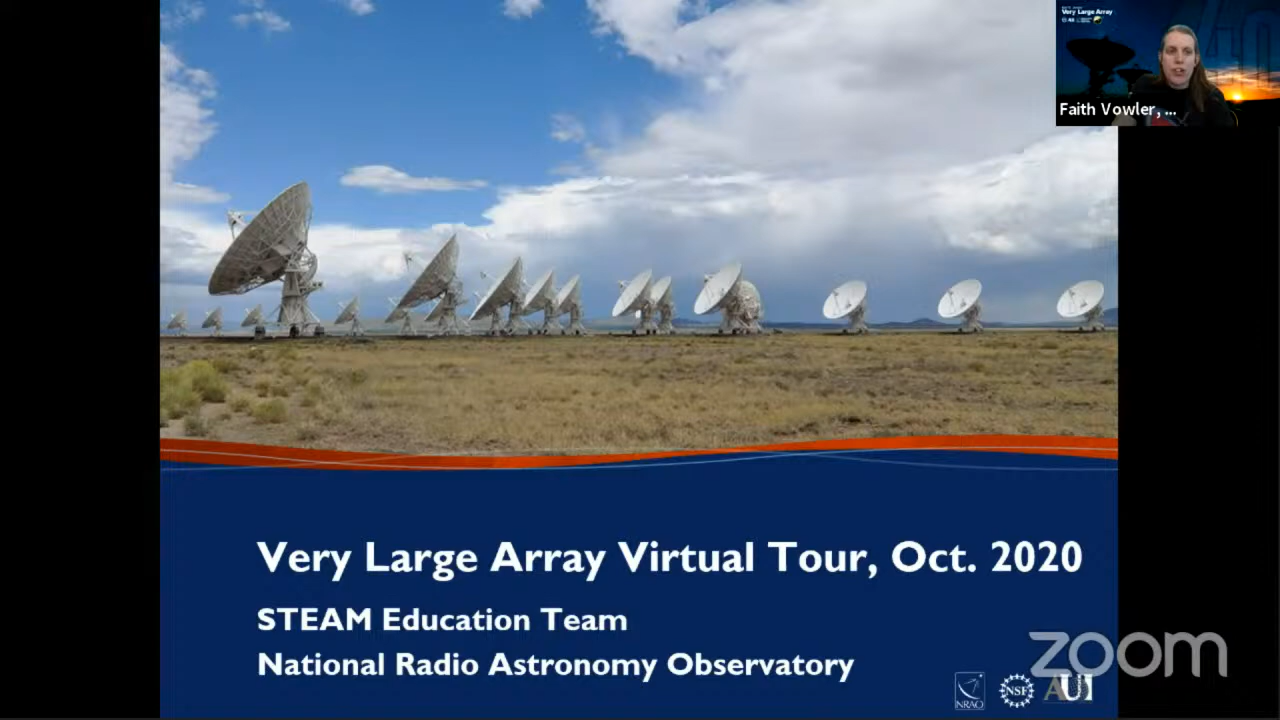 Very Large Array
Faith Vowler, ...
Very Large Array Virtual Tour, Oct. 2020
STEAM Education Team
National Radio Astronomy Observatory
zoom
NRAO
NSF
AUI